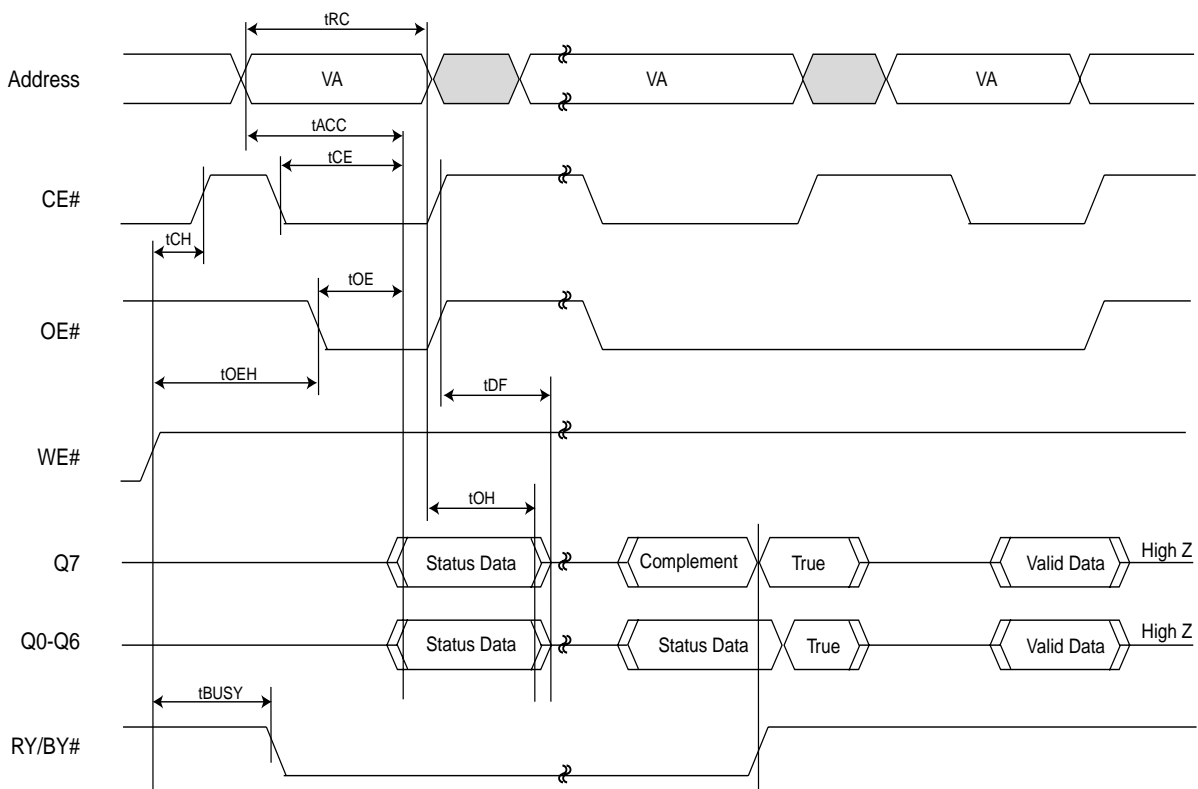 tRC
Address VA VA VA
tACC
tCE
CE#
tCH
tOE
OE#
tOEH
tDF
WE#
tOH
Q7 Status Data Complement True Valid Data High Z
Q0-Q6 Status Data Status Data True Valid Data High Z
tBUSY
RY/BY#